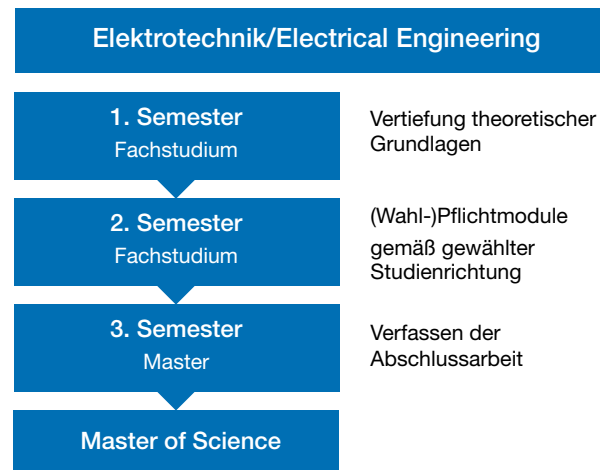 Elektrotechnik/Electrical Engineering
1. Semester
Fachstudium
Vertiefung theoretischer
Grundlagen
2. Semester
Fachstudium
(Wahl-)Pflichtmodule
gemäß gewählter
Studienrichtung
3. Semester
Master
Verfassen der
Abschlussarbeit
Master of Science